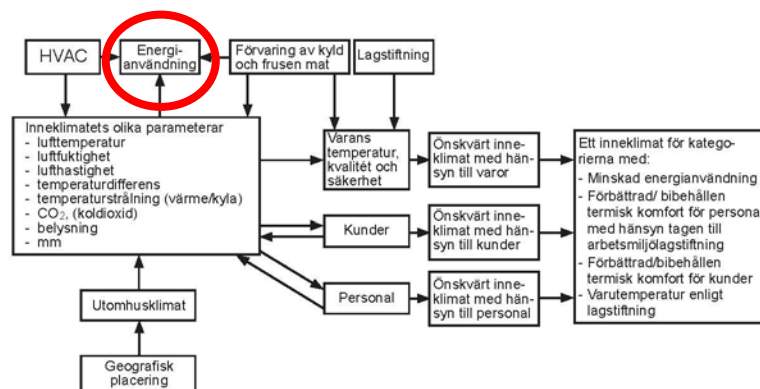 HVAC
Energi-
användning
Förvaring av kyld
och frusen mat
Lagstiftning
Inneklimatets olika parameterar
- lufttemperatur
- luftfuktighet
- lufthastighet
- temperaturdifferens
- temperaturstrålning (värme/kyla)
- CO₂, (koldioxid)
- belysning
- mm
Varans
temperatur,
kvalitét och
säkerhet
Önskvärt inne-
klimat med hän-
syn till varor
Kunder
Önskvärt inne-
klimat med hän-
syn till kunder
Personal
Önskvärt inne-
klimat med hän-
syn till personal
Ett inneklimat för katego-
rierna med:
- Minskad energianvändning
- Förbättrad/ bibehållen
termisk komfort för persona
med hänsyn tagen till
arbetsmiljölagstiftning
- Förbättrad/bibehållen
termisk komfort för kunder
- Varutemperatur enligt
lagstiftning
Utomhusklimat
Geografisk
placering